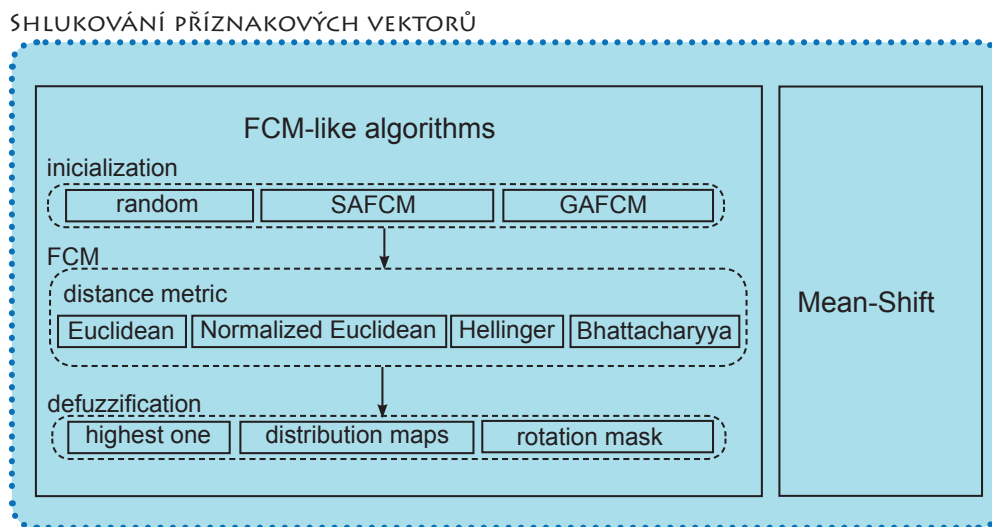 SHLUKOVÁNÍ PŘÍZNAKOVÝCH VEKTORŮ
FCM-like algorithms
inicialization
random SAFCM GAFCM
FCM
distance metric
Euclidean Normalized Euclidean Hellinger Bhattacharyya
defuzzification
highest one distribution maps rotation mask
Mean-Shift